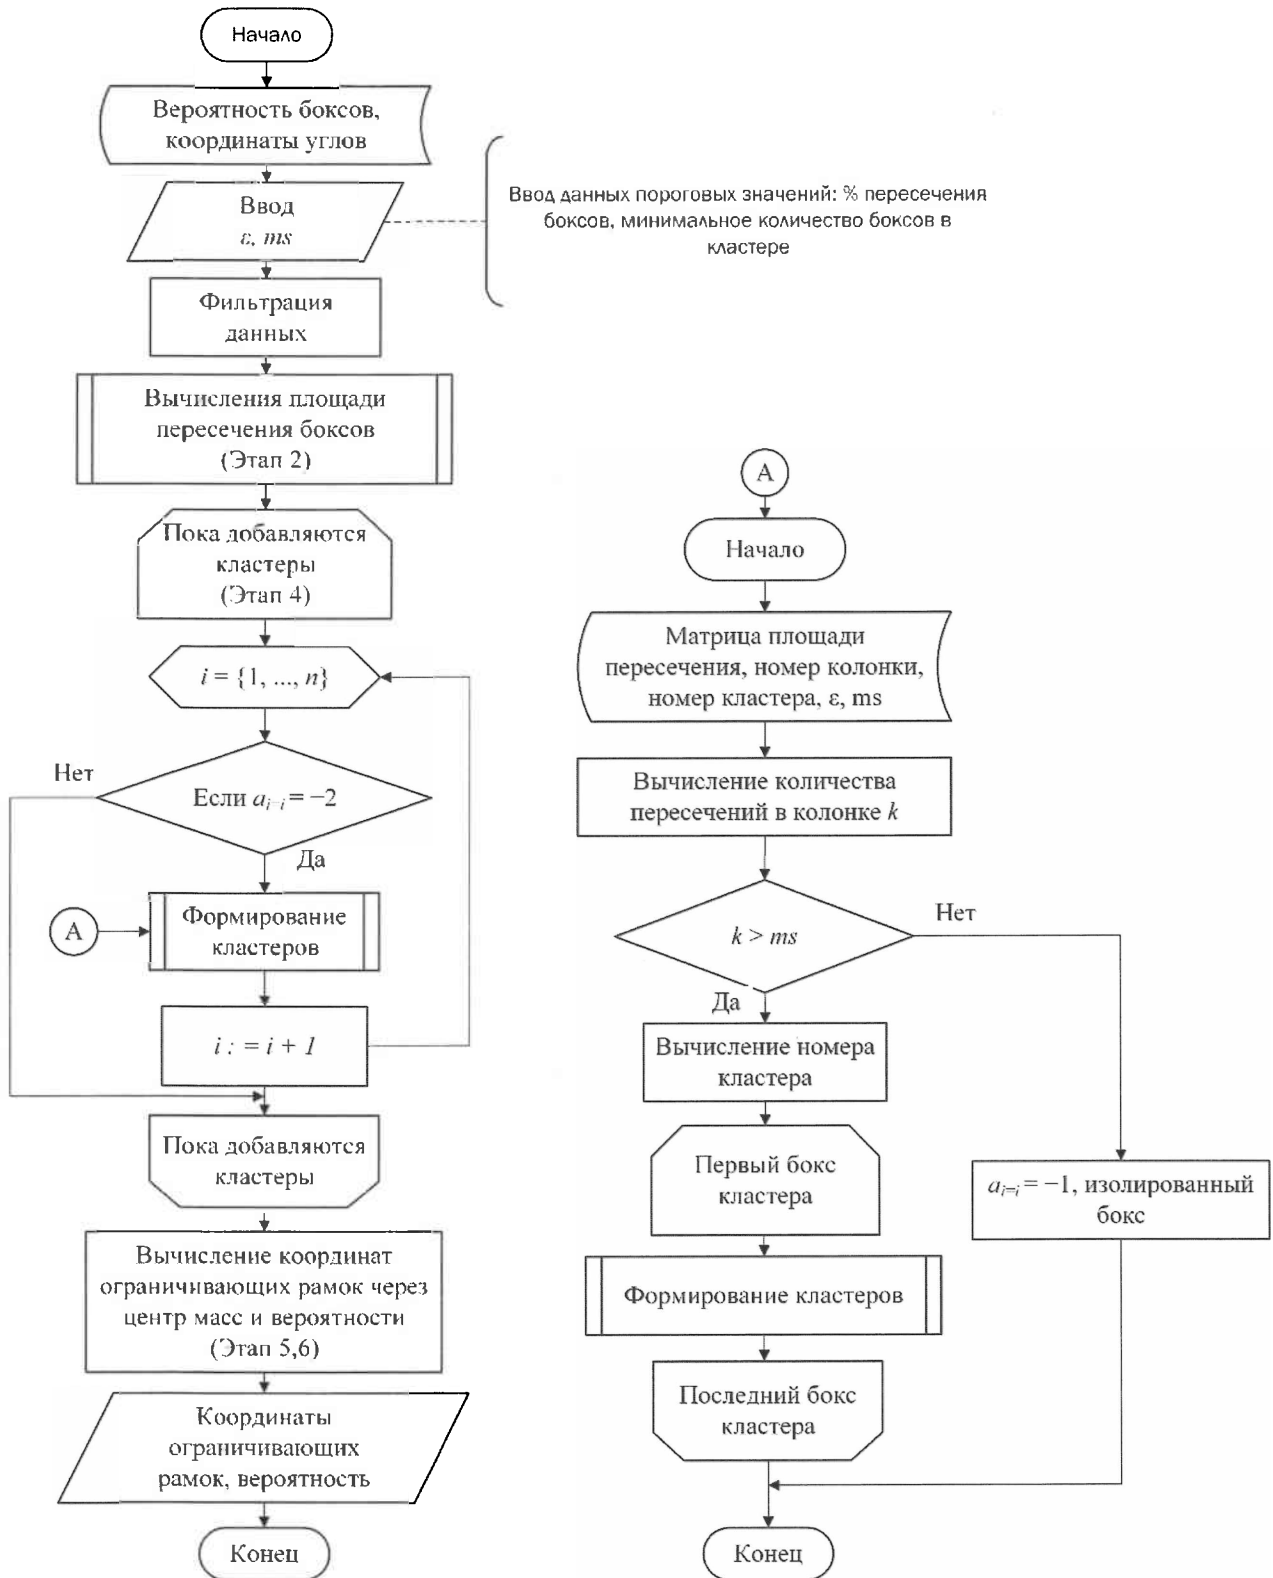 Начало
Вероятность боксов,
координаты углов
Ввод
ε, ms
Ввод данных пороговых значений: % пересечения
боксов, минимальное количество боксов в
кластере
Фильтрация
данных
Вычисления площади
пересечения боксов
(Этап 2)
Пока добавляются
кластеры
(Этап 4)
i = {1, ..., n}
Нет
Если a_{i=i} = −2
Да
A
Формирование
кластеров
i : = i + 1
Пока добавляются
кластеры
Вычисление координат
ограничивающих рамок через
центр масс и вероятности
(Этап 5,6)
Координаты
ограничивающих
рамок, вероятность
Конец
A
Начало
Матрица площади
пересечения, номер колонки,
номер кластера, ε, ms
Вычисление количества
пересечений в колонке k
k > ms
Нет
Да
Вычисление номера
кластера
Первый бокс
кластера
a_{i=i} = −1, изолированный
бокс
Формирование кластеров
Последний бокс
кластера
Конец